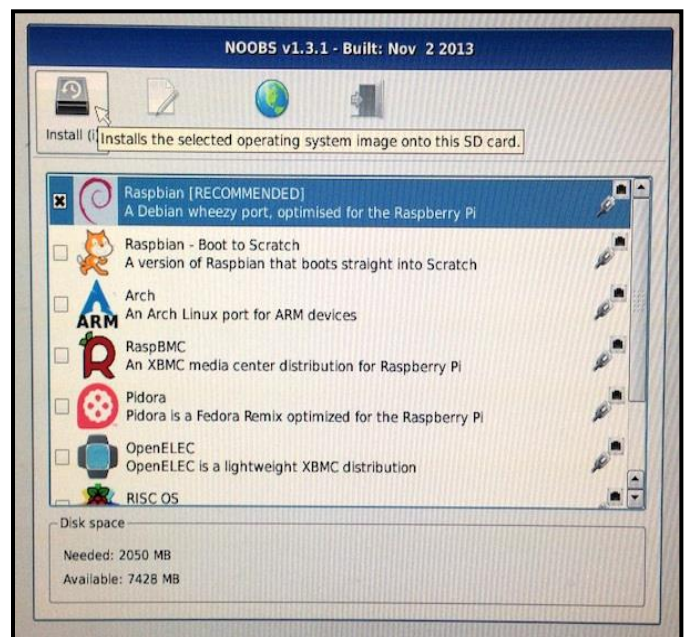 NOOBS v1.3.1 - Built: Nov 2 2013
Install (i)
Installs the selected operating system image onto this SD card.
Raspbian [RECOMMENDED]
A Debian wheezy port, optimised for the Raspberry Pi
Raspbian - Boot to Scratch
A version of Raspbian that boots straight into Scratch
Arch
ARM
An Arch Linux port for ARM devices
RaspBMC
An XBMC media center distribution for Raspberry Pi
Pidora
Pidora is a Fedora Remix optimized for the Raspberry Pi
OpenELEC
OpenELEC is a lightweight XBMC distribution
RISC OS
Disk space
Needed: 2050 MB
Available: 7428 MB